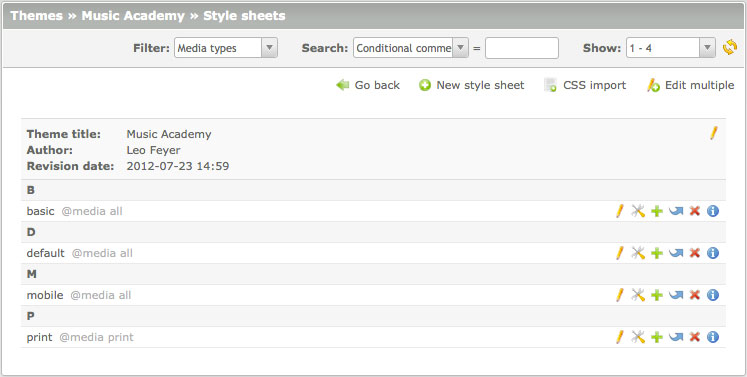 Themes » Music Academy » Style sheets
Filter: Media types Search: Conditional comme = Show: 1 - 4
Go back New style sheet CSS import Edit multiple
Theme title: Music Academy
Author: Leo Feyer
Revision date: 2012-07-23 14:59
B
basic @media all
D
default @media all
M
mobile @media all
P
print @media print